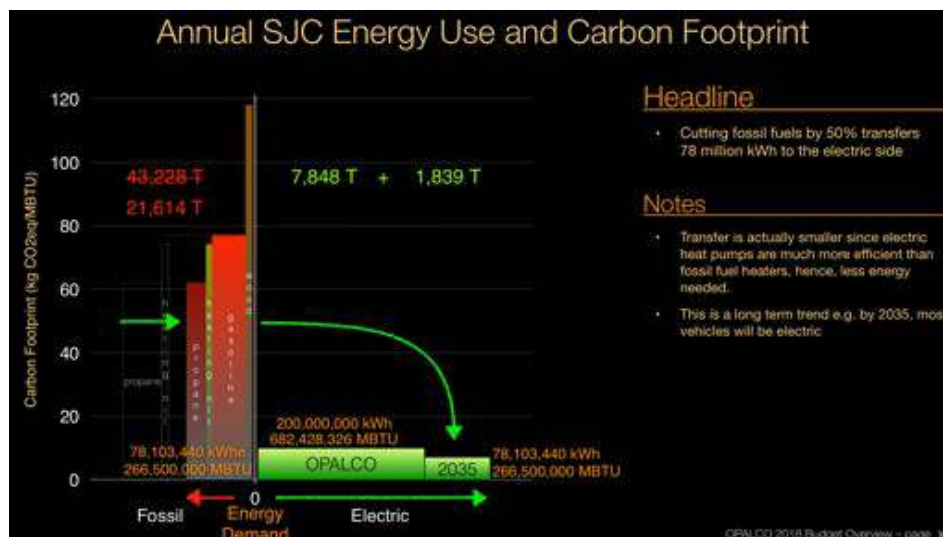 Annual SJC Energy Use and Carbon Footprint
Carbon Footprint (kg CO2eq/MBTU)
120
100
80
60
40
20
0
43,228 T
21,614 T
7,848 T + 1,839 T
propane
propane
gasoline
78,103,440 kWhe
266,500,000 MBTU
200,000,000 kWh
682,428,326 MBTU
OPALCO
2035
78,103,440 kWh
266,500,000 MBTU
0
Fossil
Energy
Demand
Electric
Headline
• Cutting fossil fuels by 50% transfers
78 million kWh to the electric side
Notes
• Transfer is actually smaller since electric
heat pumps are much more efficient than
fossil fuel heaters, hence, less energy
needed.
• This is a long term trend e.g. by 2035, mos
vehicles will be electric
OPALCO 2018 Budget Overview - page